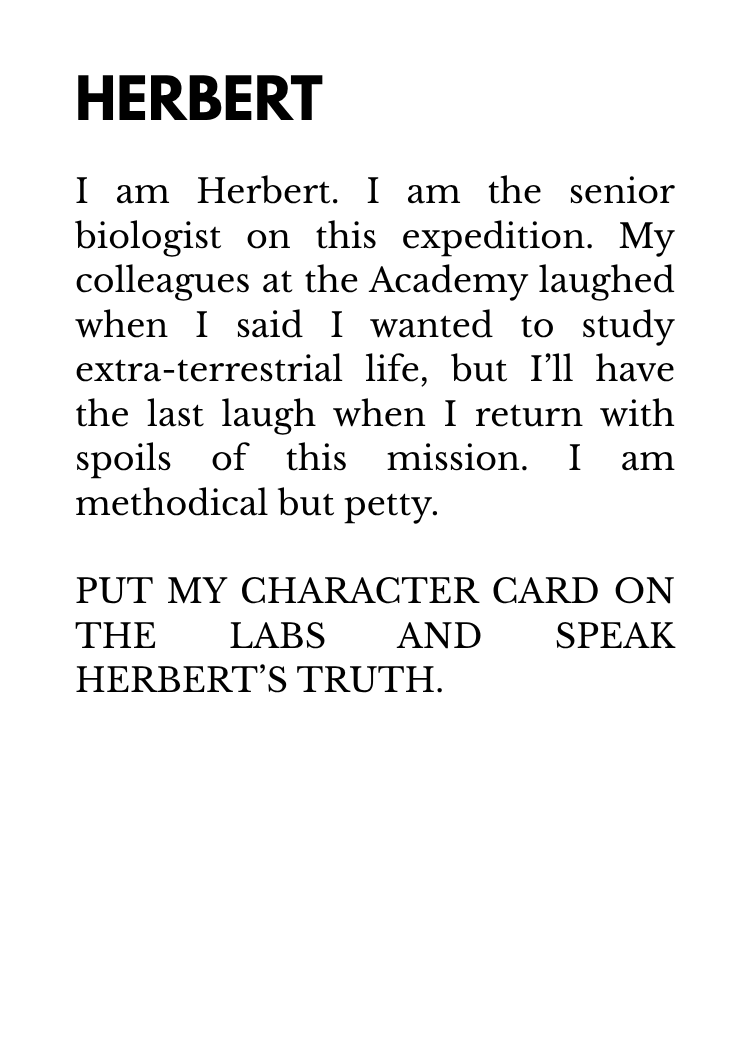 HERBERT
I am Herbert. I am the senior
biologist on this expedition. My
colleagues at the Academy laughed
when I said I wanted to study
extra-terrestrial life, but I’ll have
the last laugh when I return with
spoils of this mission. I am
methodical but petty.
PUT MY CHARACTER CARD ON
THE LABS AND SPEAK
HERBERT’S TRUTH.